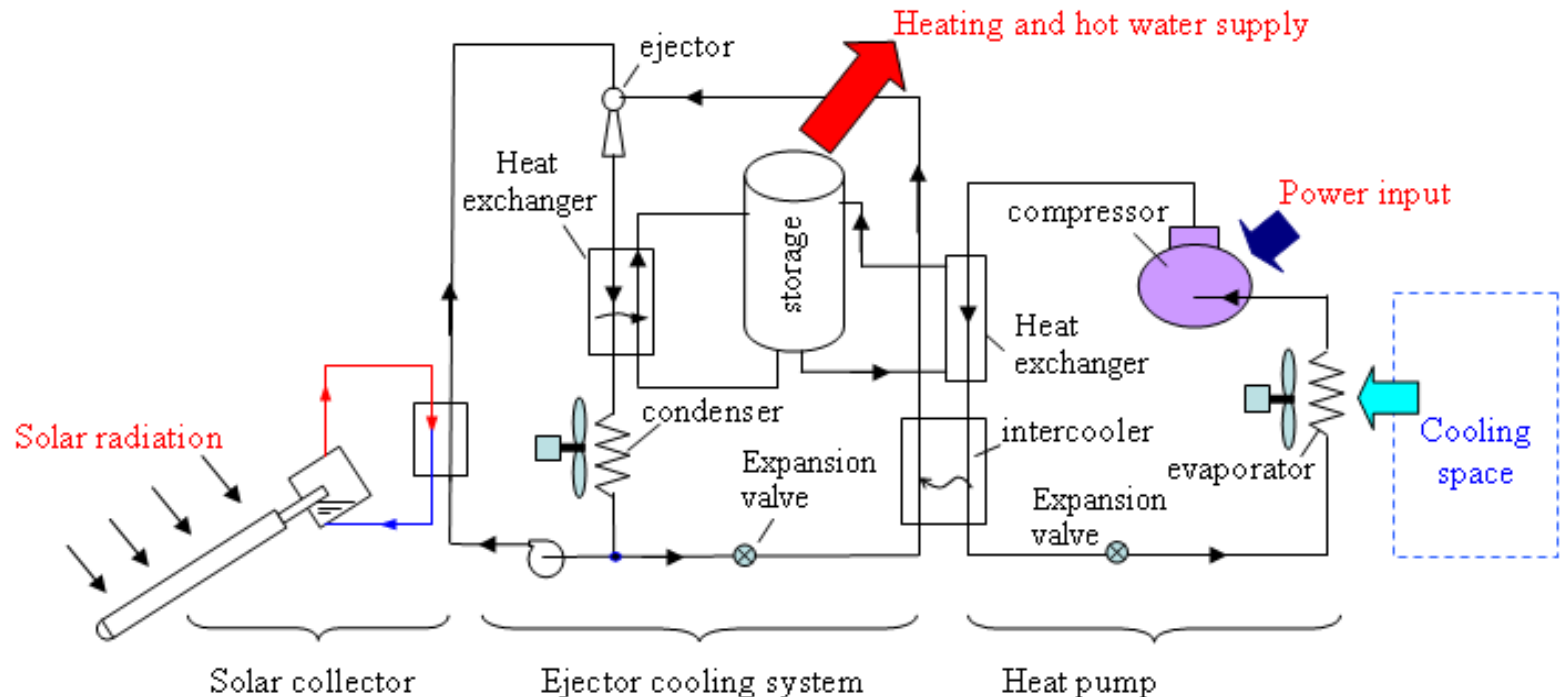 Heating and hot water supply
ejector
Heat
exchanger
Power input
compressor
storage
Heat
exchanger
condenser
Solar radiation
intercooler
Cooling
space
evaporator
Expansion
valve
Expansion
valve
Solar collector
Ejector cooling system
Heat pump